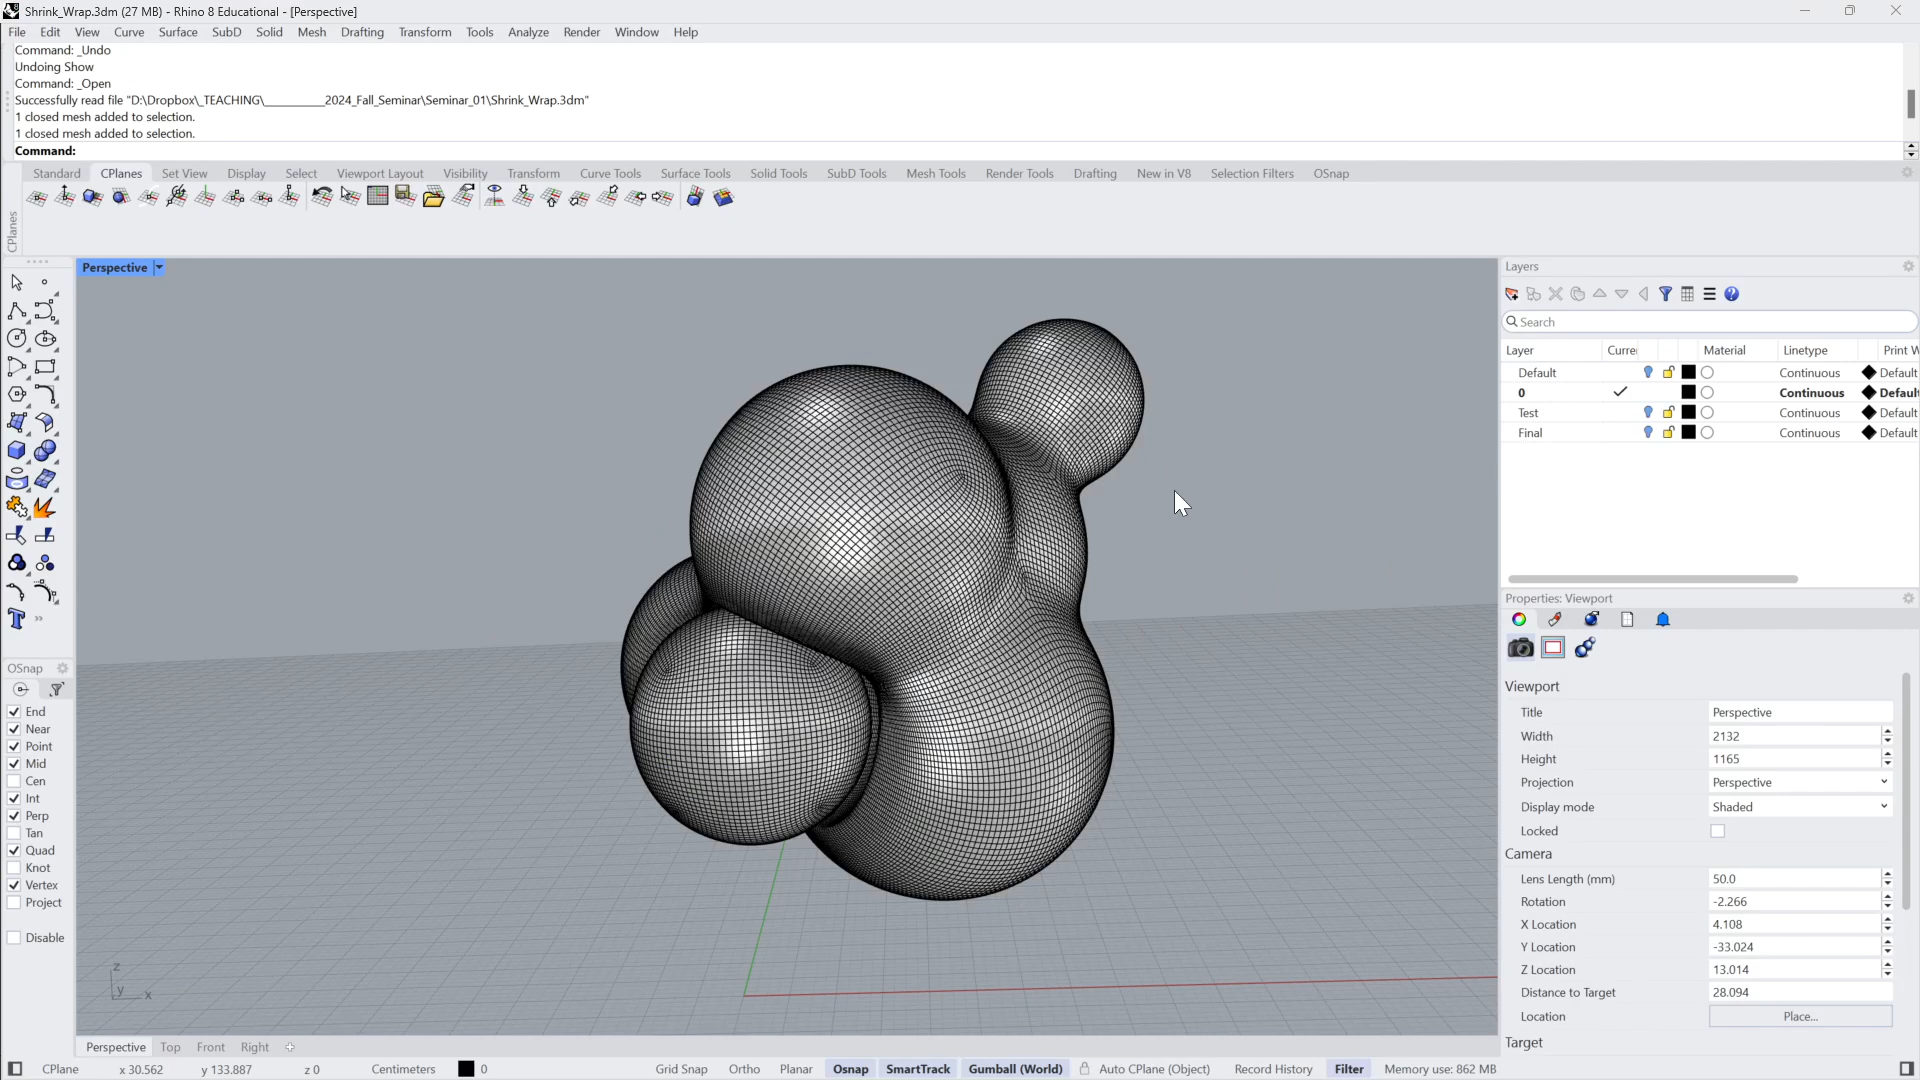 Shrink_Wrap.3dm (27 MB) - Rhino 8 Educational - [Perspective]
File Edit View Curve Surface SubD Solid Mesh Drafting Transform Tools Analyze Render Window Help
Command: _Undo
Undoing Show
Command: _Open
Successfully read file "D:\Dropbox\_TEACHING\__________2024_Fall_Seminar\Seminar_01\Shrink_Wrap.3dm"
1 closed mesh added to selection.
1 closed mesh added to selection.
Command:
Standard CPlanes Set View Display Select Viewport Layout Visibility Transform Curve Tools Surface Tools Solid Tools SubD Tools Mesh Tools Render Tools Drafting New in V8 Selection Filters OSnap
CPlanes
Perspective
Layers
Search
Layer Curre Material Linetype Print W
Default Continuous Default
0 Continuous Default
Test Continuous Default
Final Continuous Default
Properties: Viewport
OSnap
End
Near
Point
Mid
Cen
Int
Perp
Tan
Quad
Knot
Vertex
Project
Disable
Viewport
Title Perspective
Width 2132
Height 1165
Projection Perspective
Display mode Shaded
Locked
Camera
Lens Length (mm) 50.0
Rotation -2.266
X Location 4.108
Y Location -33.024
Z Location 13.014
Distance to Target 28.094
Location Place...
Target
z
y x
Perspective Top Front Right
CPlane x 30.562 y 133.887 z 0 Centimeters 0 Grid Snap Ortho Planar Osnap SmartTrack Gumball (World) Auto CPlane (Object) Record History Filter Memory use: 862 MB